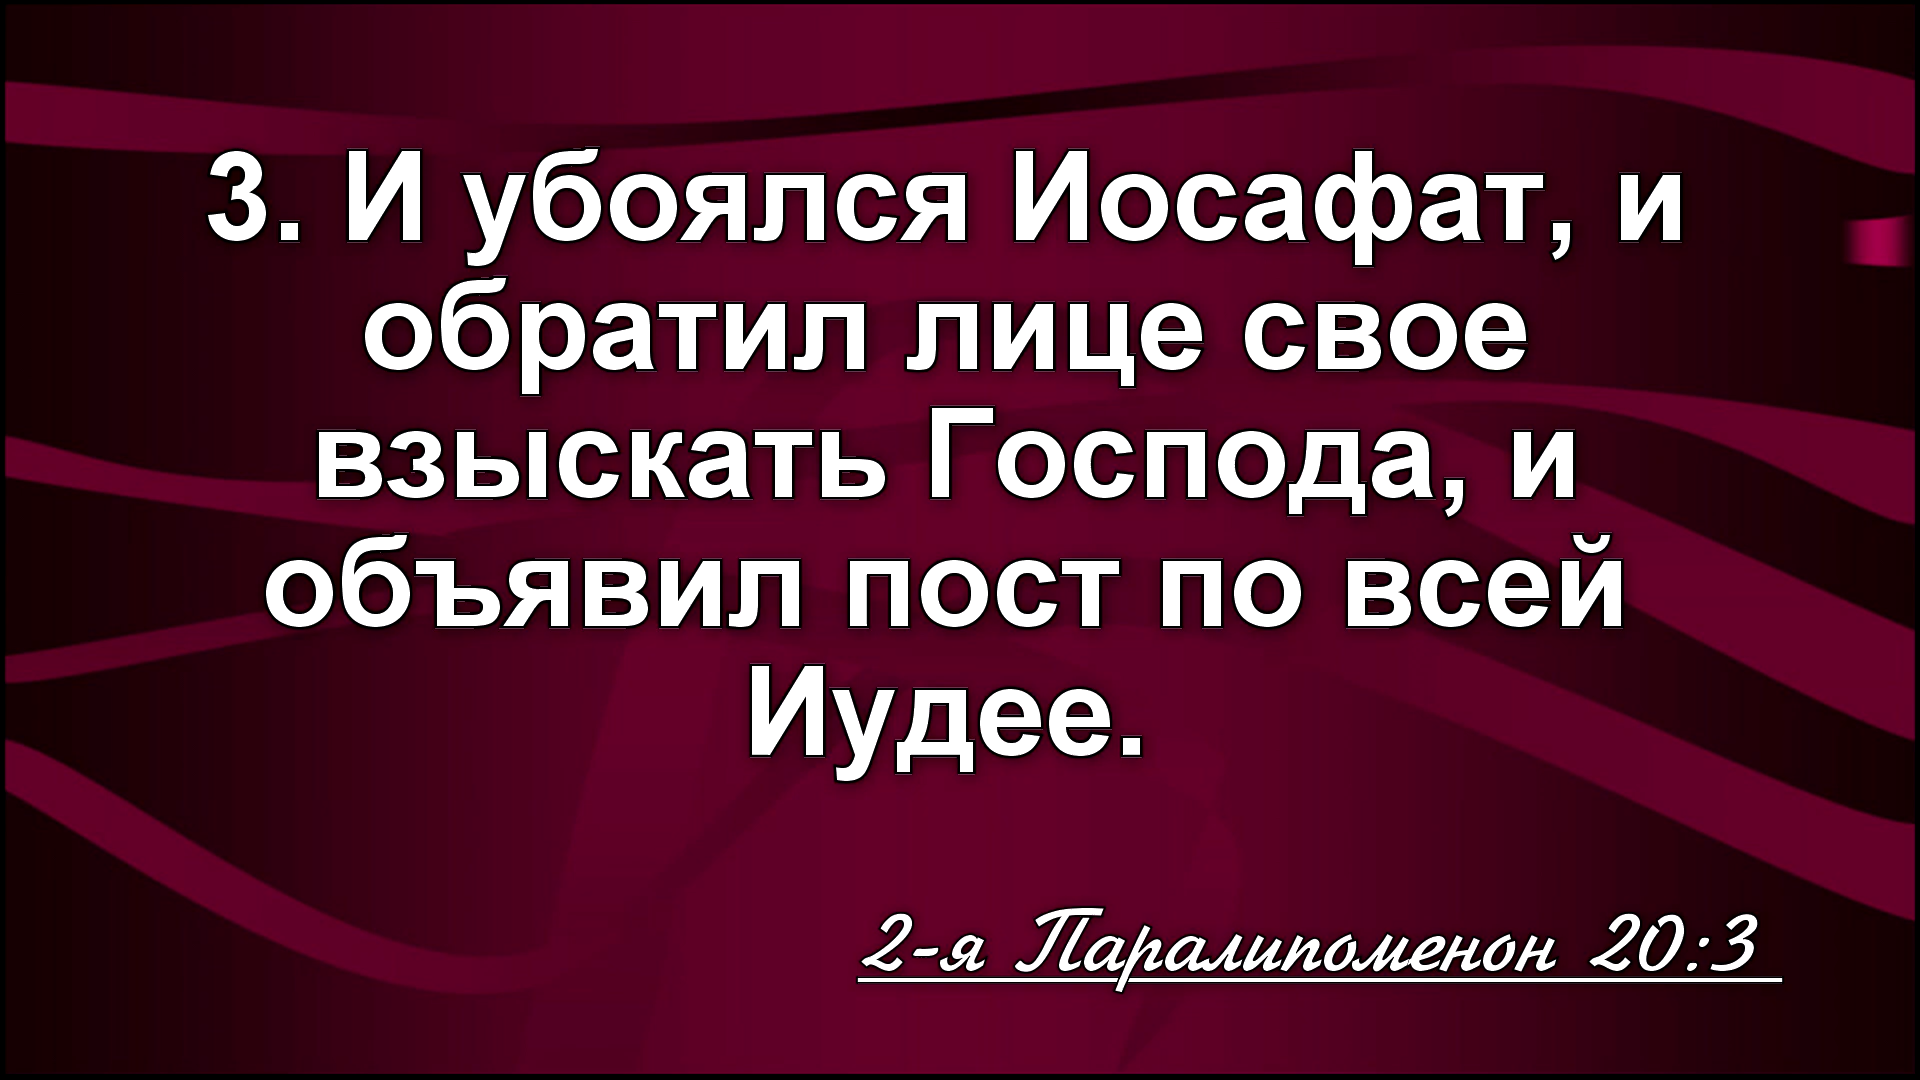 3. И убоялся Иосафат, и
обратил лице свое
взыскать Господа, и
объявил пост по всей
Иудее.
2-я Паралипоменон 20:3